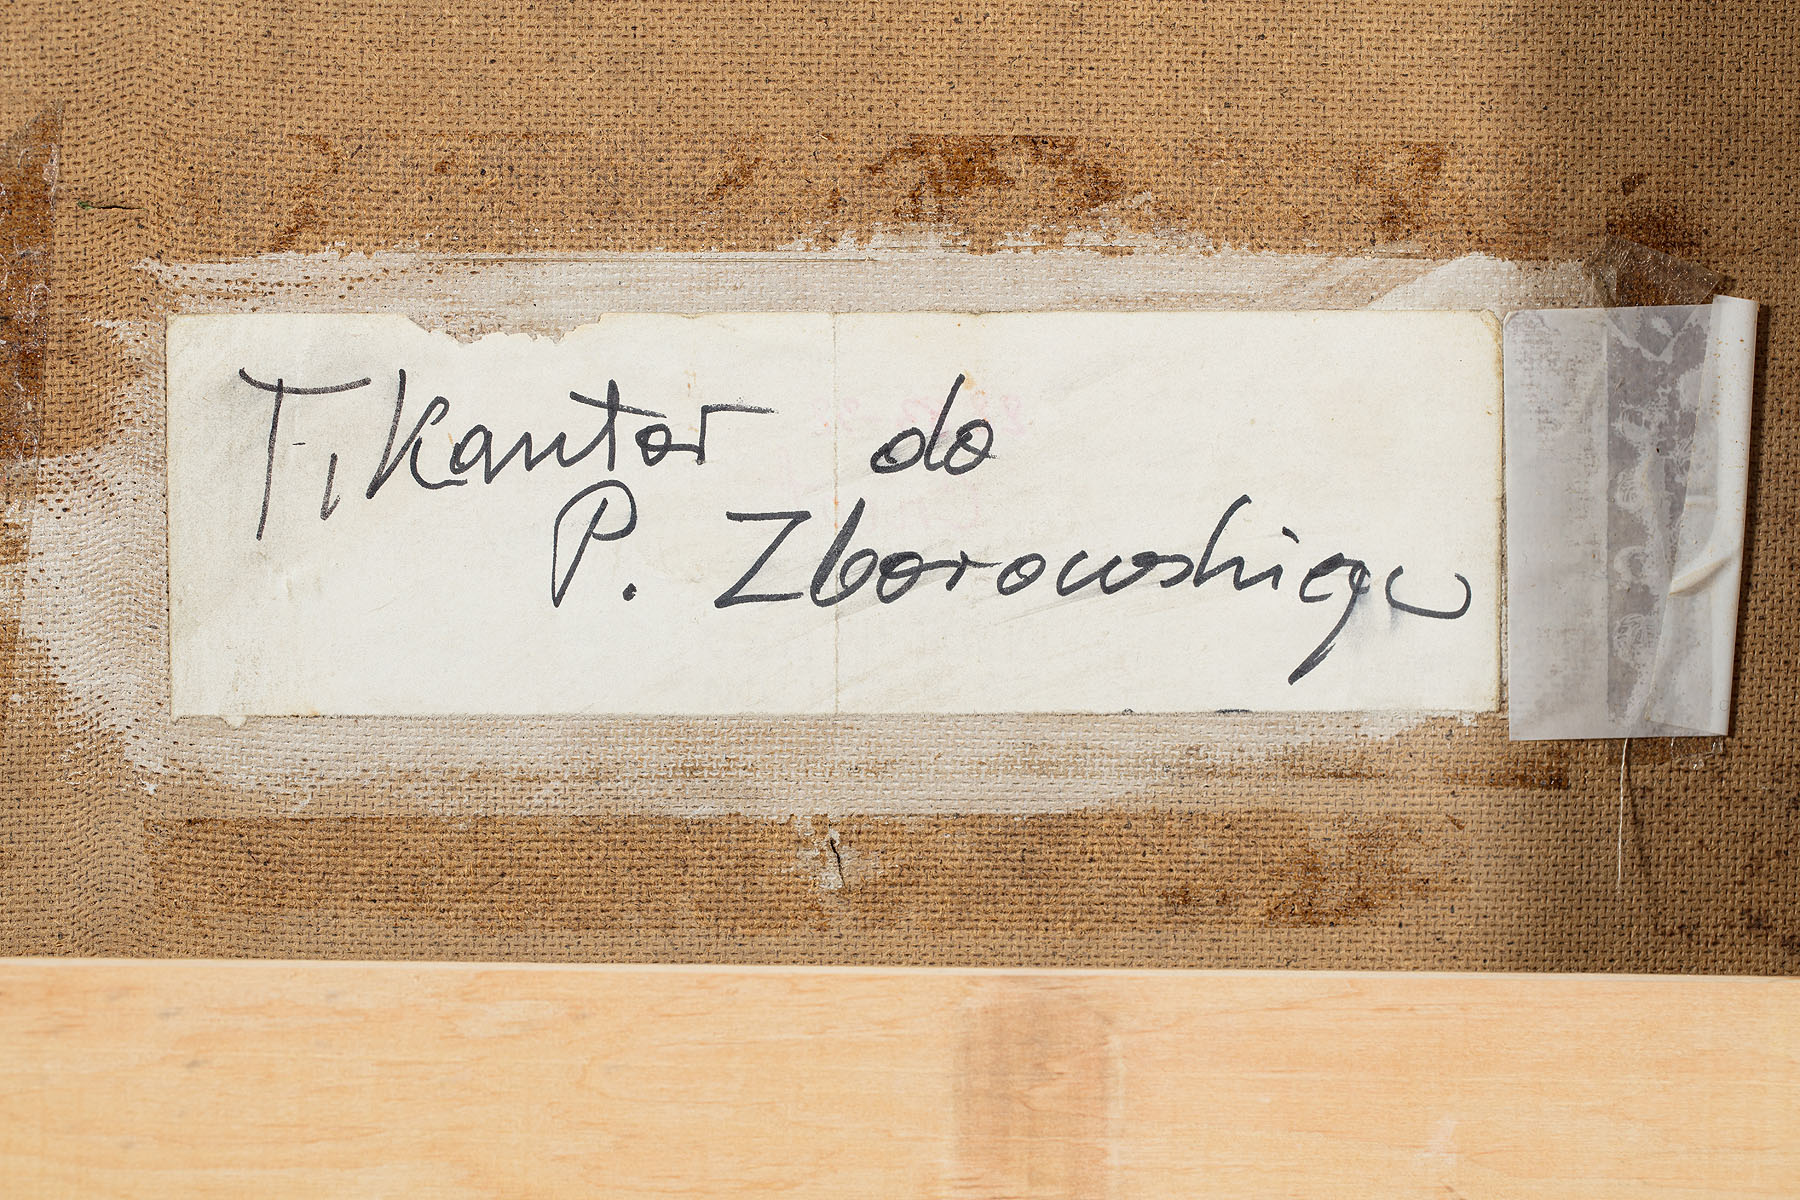 T. Kantor do
P. Zborowskiego